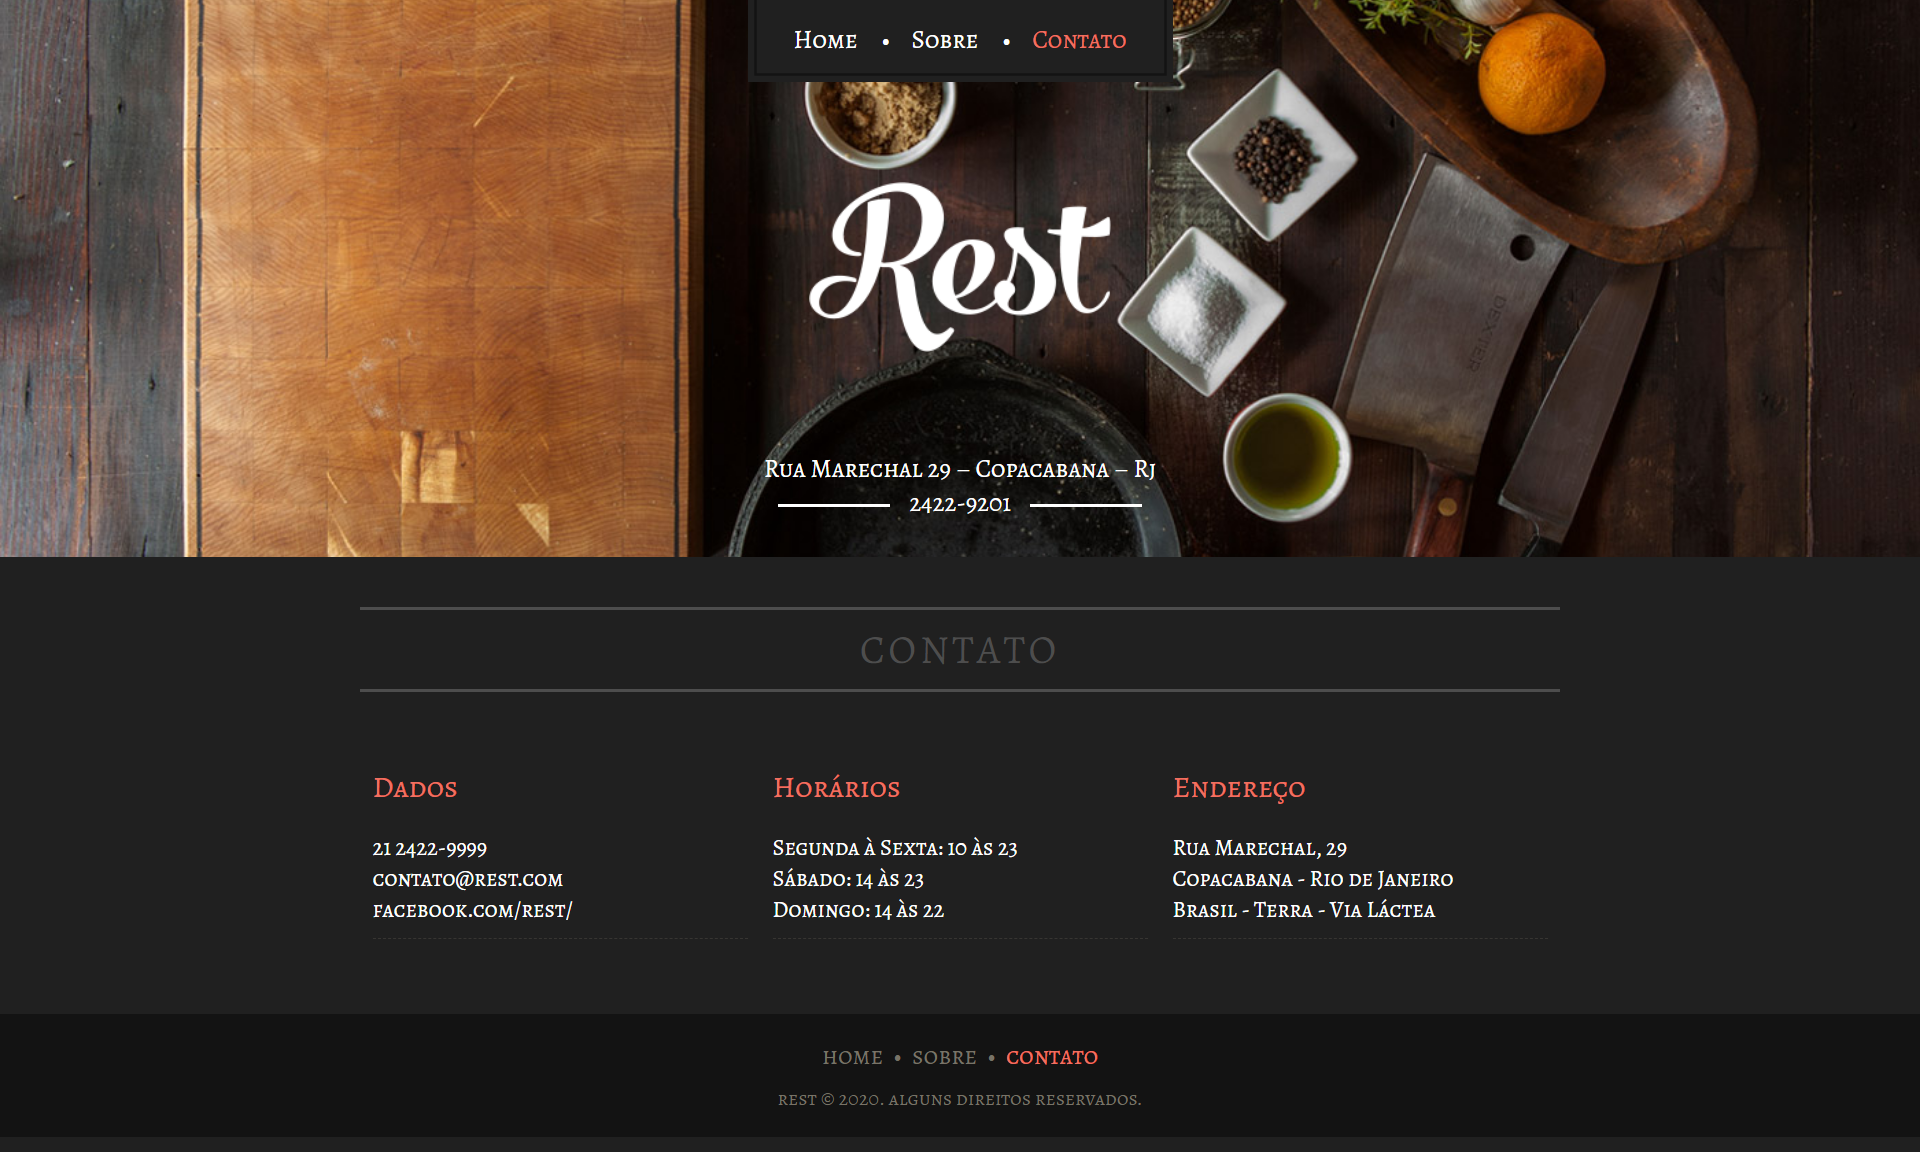 Home • Sobre • Contato
Rest
Rua Marechal 29 – Copacabana – Rj
2422-9201
DEXTER
CONTATO
Dados
21 2422-9999
contato@rest.com
facebook.com/rest/
Horários
Segunda à Sexta: 10 às 23
Sábado: 14 às 23
Domingo: 14 às 22
Endereço
Rua Marechal, 29
Copacabana - Rio de Janeiro
Brasil - Terra - Via Láctea
home • sobre • contato
rest © 2020. alguns direitos reservados.